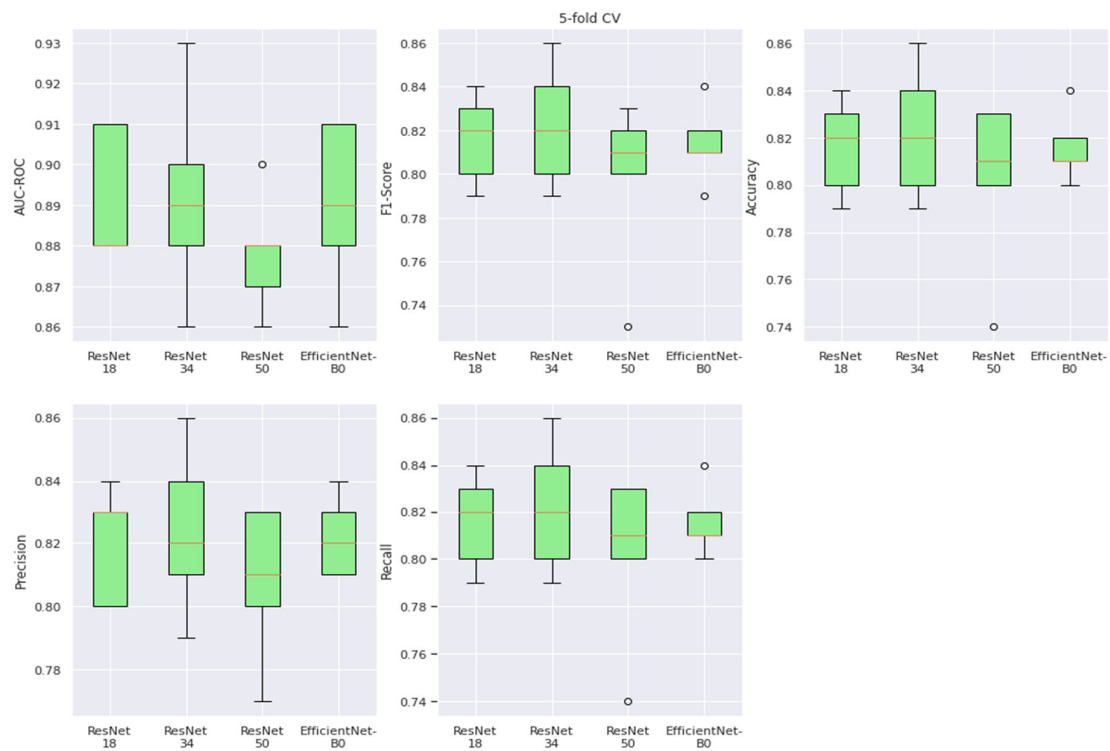 5-fold CV
AUC-ROC
0.93
0.92
0.91
0.90
0.89
0.88
0.87
0.86
ResNet
18
ResNet
34
ResNet
50
EfficientNet-
B0
F1-Score
0.86
0.84
0.82
0.80
0.78
0.76
0.74
ResNet
18
ResNet
34
ResNet
50
EfficientNet-
B0
Accuracy
0.86
0.84
0.82
0.80
0.78
0.76
0.74
ResNet
18
ResNet
34
ResNet
50
EfficientNet-
B0
Precision
0.86
0.84
0.82
0.80
0.78
ResNet
18
ResNet
34
ResNet
50
EfficientNet-
B0
Recall
0.86
0.84
0.82
0.80
0.78
0.76
0.74
ResNet
18
ResNet
34
ResNet
50
EfficientNet-
B0